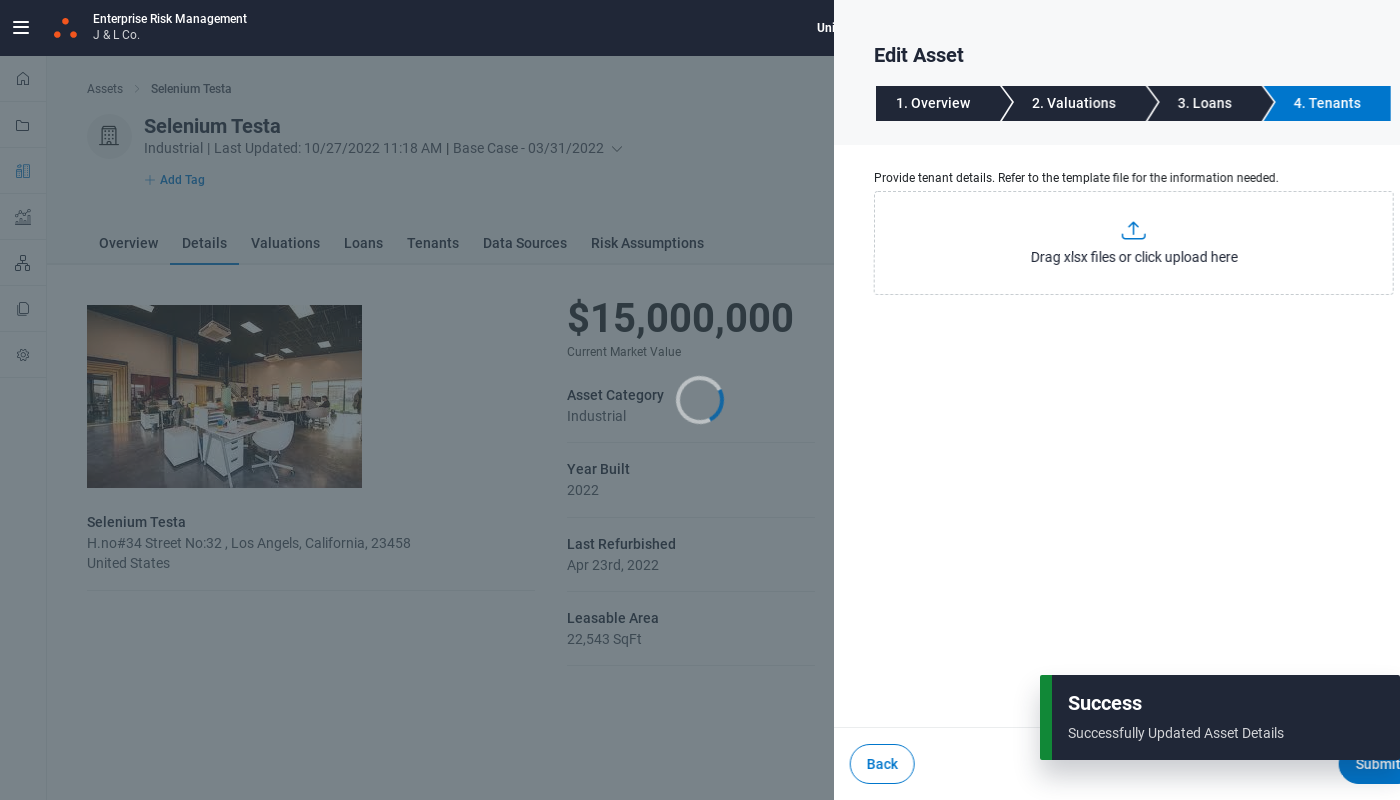 Enterprise Risk Management
J & L Co.
Uni
Assets
Selenium Testa
Selenium Testa
Industrial | Last Updated: 10/27/2022 11:18 AM | Base Case - 03/31/2022
Add Tag
Overview
Details
Valuations
Loans
Tenants
Data Sources
Risk Assumptions
$15,000,000
Current Market Value
Asset Category
Industrial
Year Built
2022
Last Refurbished
Apr 23rd, 2022
Leasable Area
22,543 SqFt
Selenium Testa
H.no#34 Street No:32 , Los Angels, California, 23458
United States
Edit Asset
1. Overview
2. Valuations
3. Loans
4. Tenants
Provide tenant details. Refer to the template file for the information needed.
Drag xlsx files or click upload here
Success
Successfully Updated Asset Details
Back
Submit